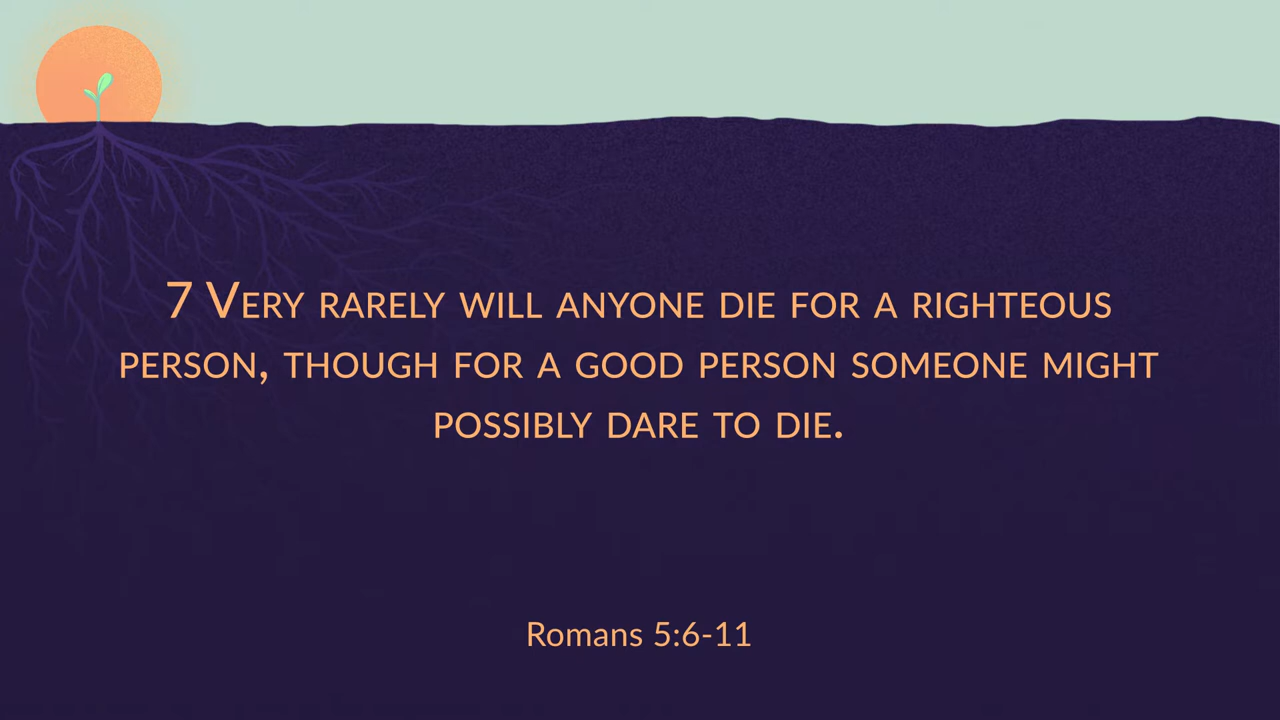 7 Very rarely will anyone die for a righteous
person, though for a good person someone might
possibly dare to die.
Romans 5:6-11